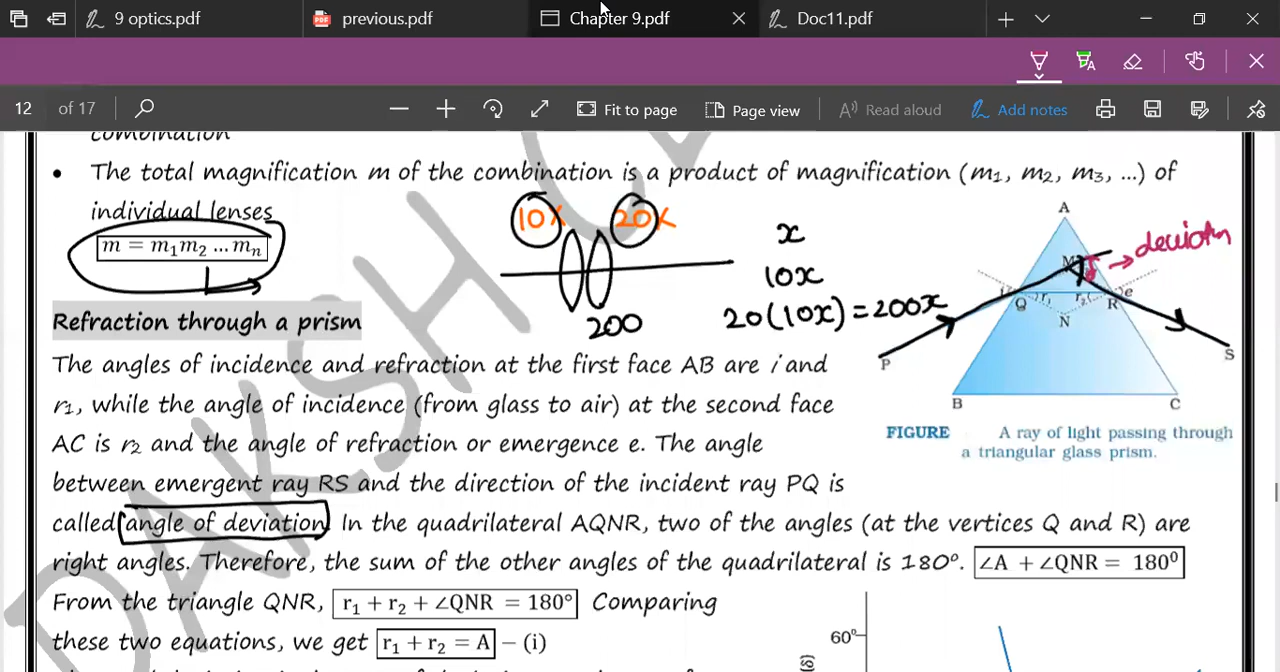 9 optics.pdf previous.pdf Chapter 9.pdf Doc11.pdf
12 of 17 Fit to page Page view Read aloud Add notes
combination
• The total magnification m of the combination is a product of magnification (m₁, m₂, m₃, ...) of
individual lenses
m = m₁m₂ ... mₙ
10X 20X
200
x
10x
20(10x) = 200x
A
deviation
M
i r₁ r₂ e
Q R
N
P S
B C
FIGURE A ray of light passing through
a triangular glass prism.
Refraction through a prism
The angles of incidence and refraction at the first face AB are i and
r₁, while the angle of incidence (from glass to air) at the second face
AC is r₂ and the angle of refraction or emergence e. The angle
between emergent ray RS and the direction of the incident ray PQ is
called angle of deviation. In the quadrilateral AQNR, two of the angles (at the vertices Q and R) are
right angles. Therefore, the sum of the other angles of the quadrilateral is 180⁰. ∠A + ∠QNR = 180⁰
From the triangle QNR, r₁ + r₂ + ∠QNR = 180° Comparing
these two equations, we get r₁ + r₂ = A – (i)
60°
(δ)
DAKSH